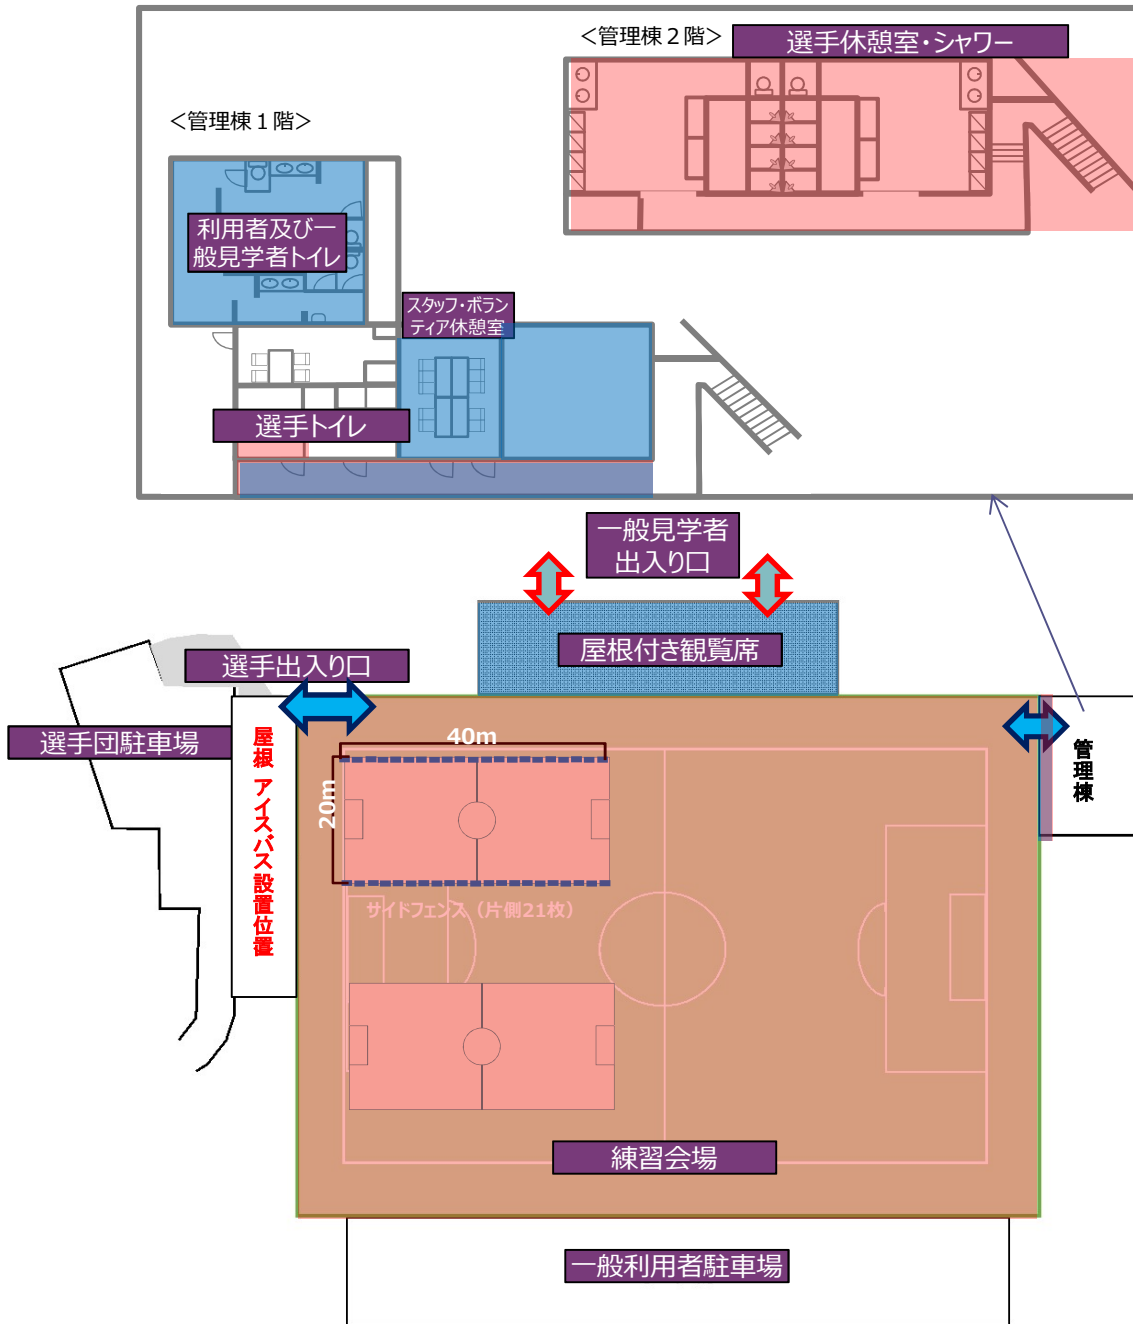 <管理棟２階>
選手休憩室・シャワー
<管理棟１階>
利用者及び一
般見学者トイレ
スタッフ・ボラン
ティア休憩室
選手トイレ
一般見学者
出入り口
屋根付き観覧席
選手出入り口
選手団駐車場
屋根 アイスバス設置位置
40m
20m
管理棟
サイドフェンス（片側21枚）
練習会場
一般利用者駐車場